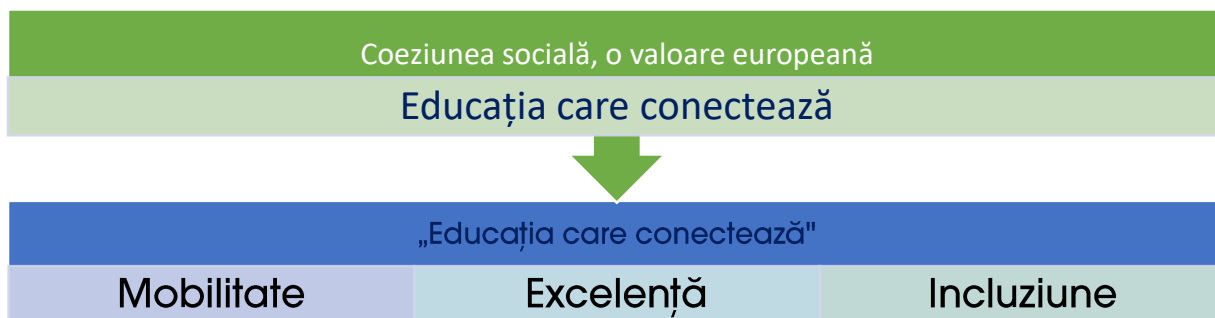 Coeziunea socială, o valoare europeană
Educația care conectează
„Educația care conectează"
Mobilitate Excelență Incluziune